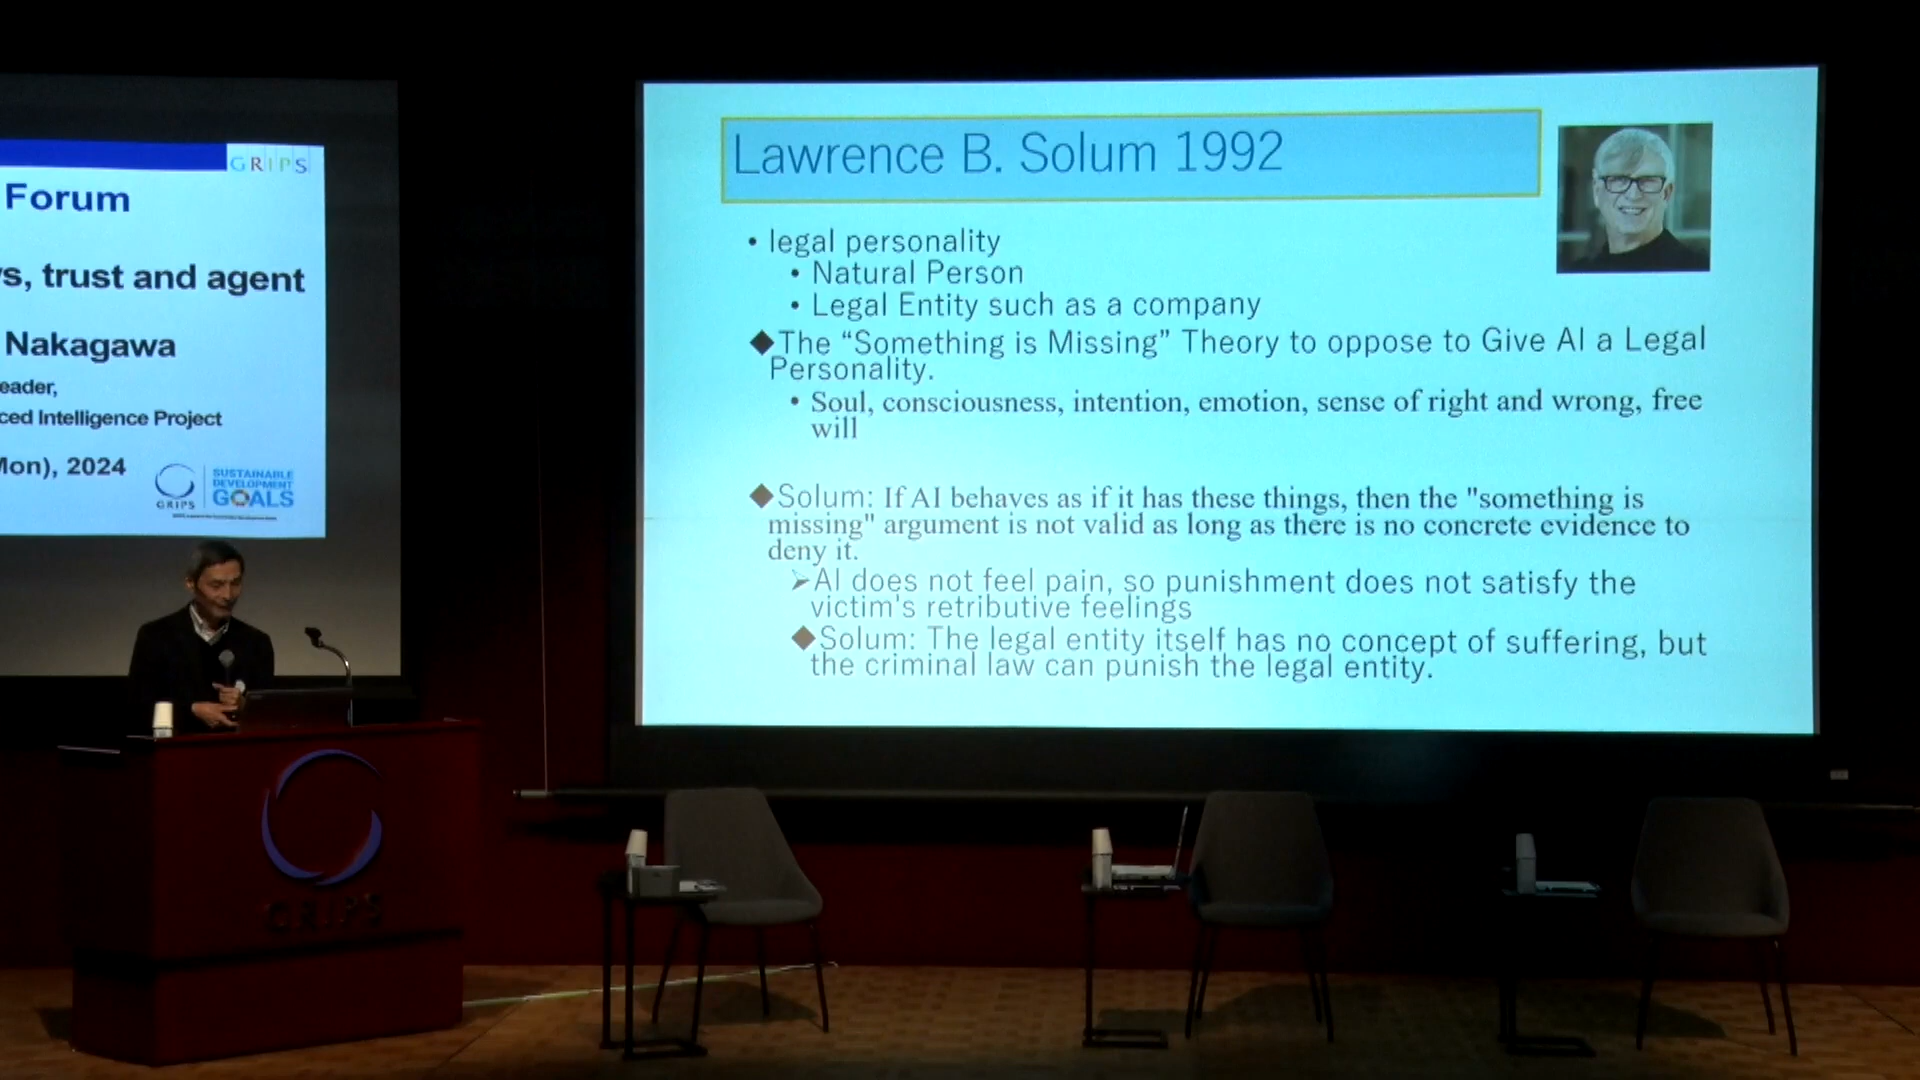 GRIPS
Forum
s, trust and agent
Nakagawa
eader,
ced Intelligence Project
on), 2024
GRIPS
SUSTAINABLE
DEVELOPMENT
GOALS
Lawrence B. Solum 1992
• legal personality
• Natural Person
• Legal Entity such as a company
◆The “Something is Missing” Theory to oppose to Give AI a Legal
Personality.
• Soul, consciousness, intention, emotion, sense of right and wrong, free
will
◆Solum: If AI behaves as if it has these things, then the "something is
missing" argument is not valid as long as there is no concrete evidence to
deny it.
➢AI does not feel pain, so punishment does not satisfy the
victim's retributive feelings
◆Solum: The legal entity itself has no concept of suffering, but
the criminal law can punish the legal entity.
GRIPS